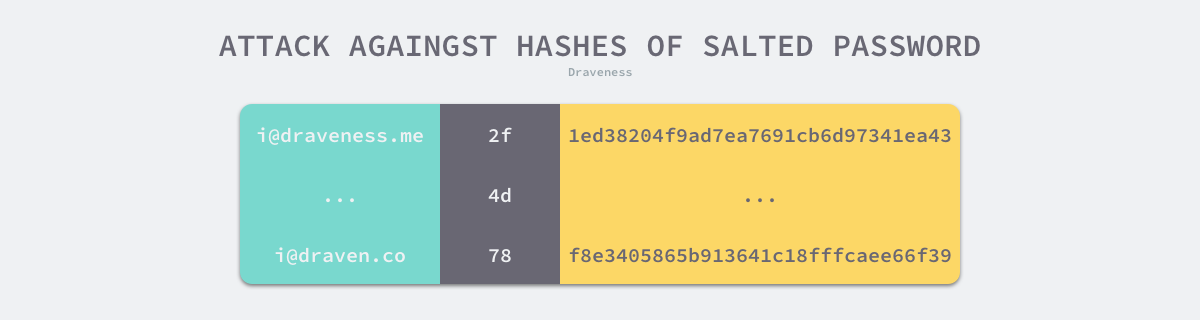 ATTACK AGAINGST HASHES OF SALTED PASSWORD
Draveness
i@draveness.me 2f 1ed38204f9ad7ea7691cb6d97341ea43
... 4d ...
i@draven.co 78 f8e3405865b913641c18fffcaee66f39